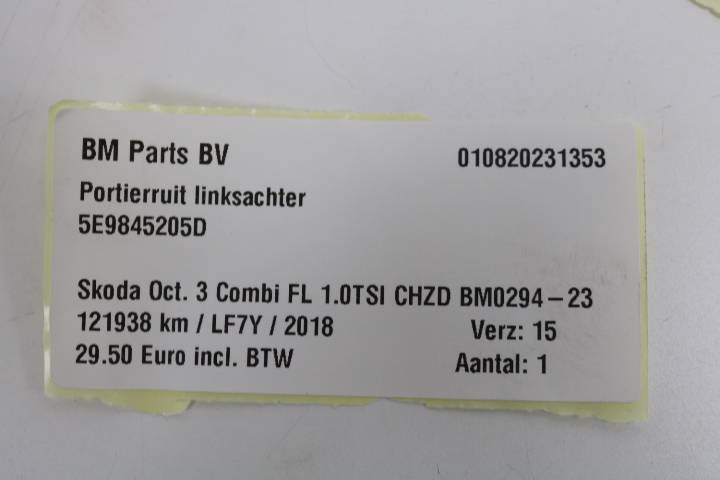 BM Parts BV 010820231353
Portierruit linksachter
5E9845205D
Skoda Oct. 3 Combi FL 1.0TSI CHZD BM0294-23
121938 km / LF7Y / 2018 Verz: 15
29.50 Euro incl. BTW Aantal: 1